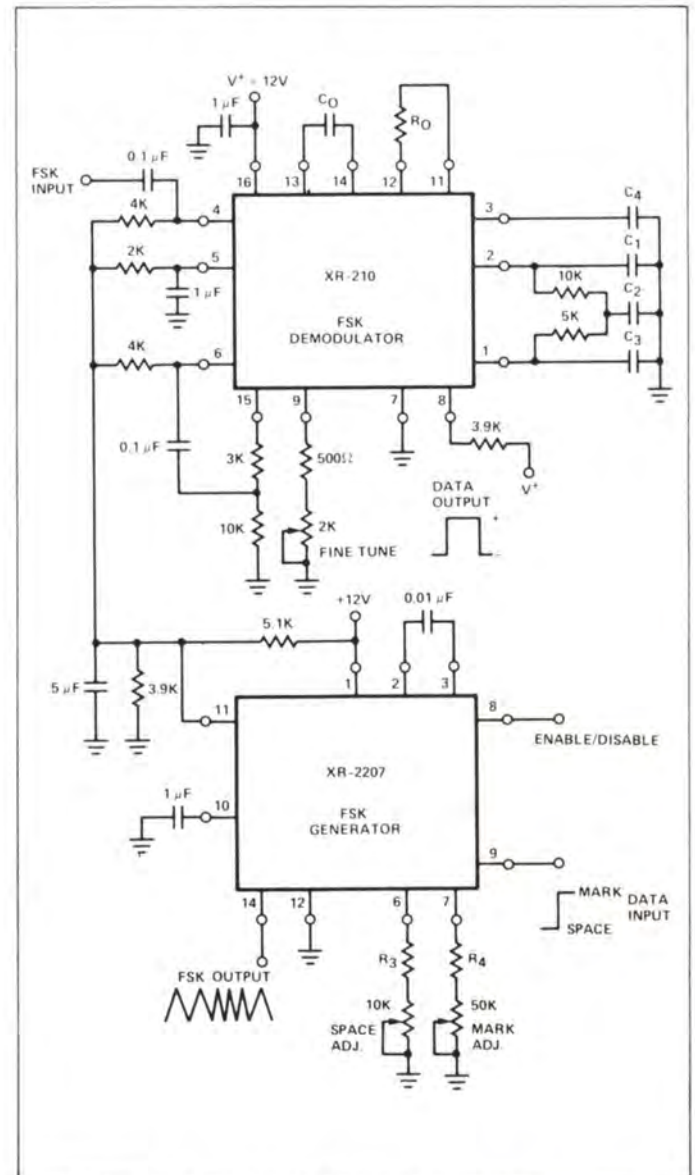 V+ = 12V
1 µF
CO
RO
FSK
INPUT
0.1 µF
16
13
14
12
11
4K
4
3
C4
2K
5
2
C1
1 µF
XR-210
10K
C2
FSK
DEMODULATOR
5K
4K
6
1
C3
15
9
7
8
0.1 µF
3K
500Ω
3.9K
DATA
OUTPUT
+
−
V+
10K
2K
FINE TUNE
+12V
0.01 µF
5.1K
5 µF
3.9K
1
2
3
11
8
ENABLE/DISABLE
XR-2207
1 µF
10
FSK
GENERATOR
9
MARK
DATA
INPUT
SPACE
14
12
6
7
R3
R4
FSK OUTPUT
10K
50K
SPACE
ADJ.
MARK
ADJ.